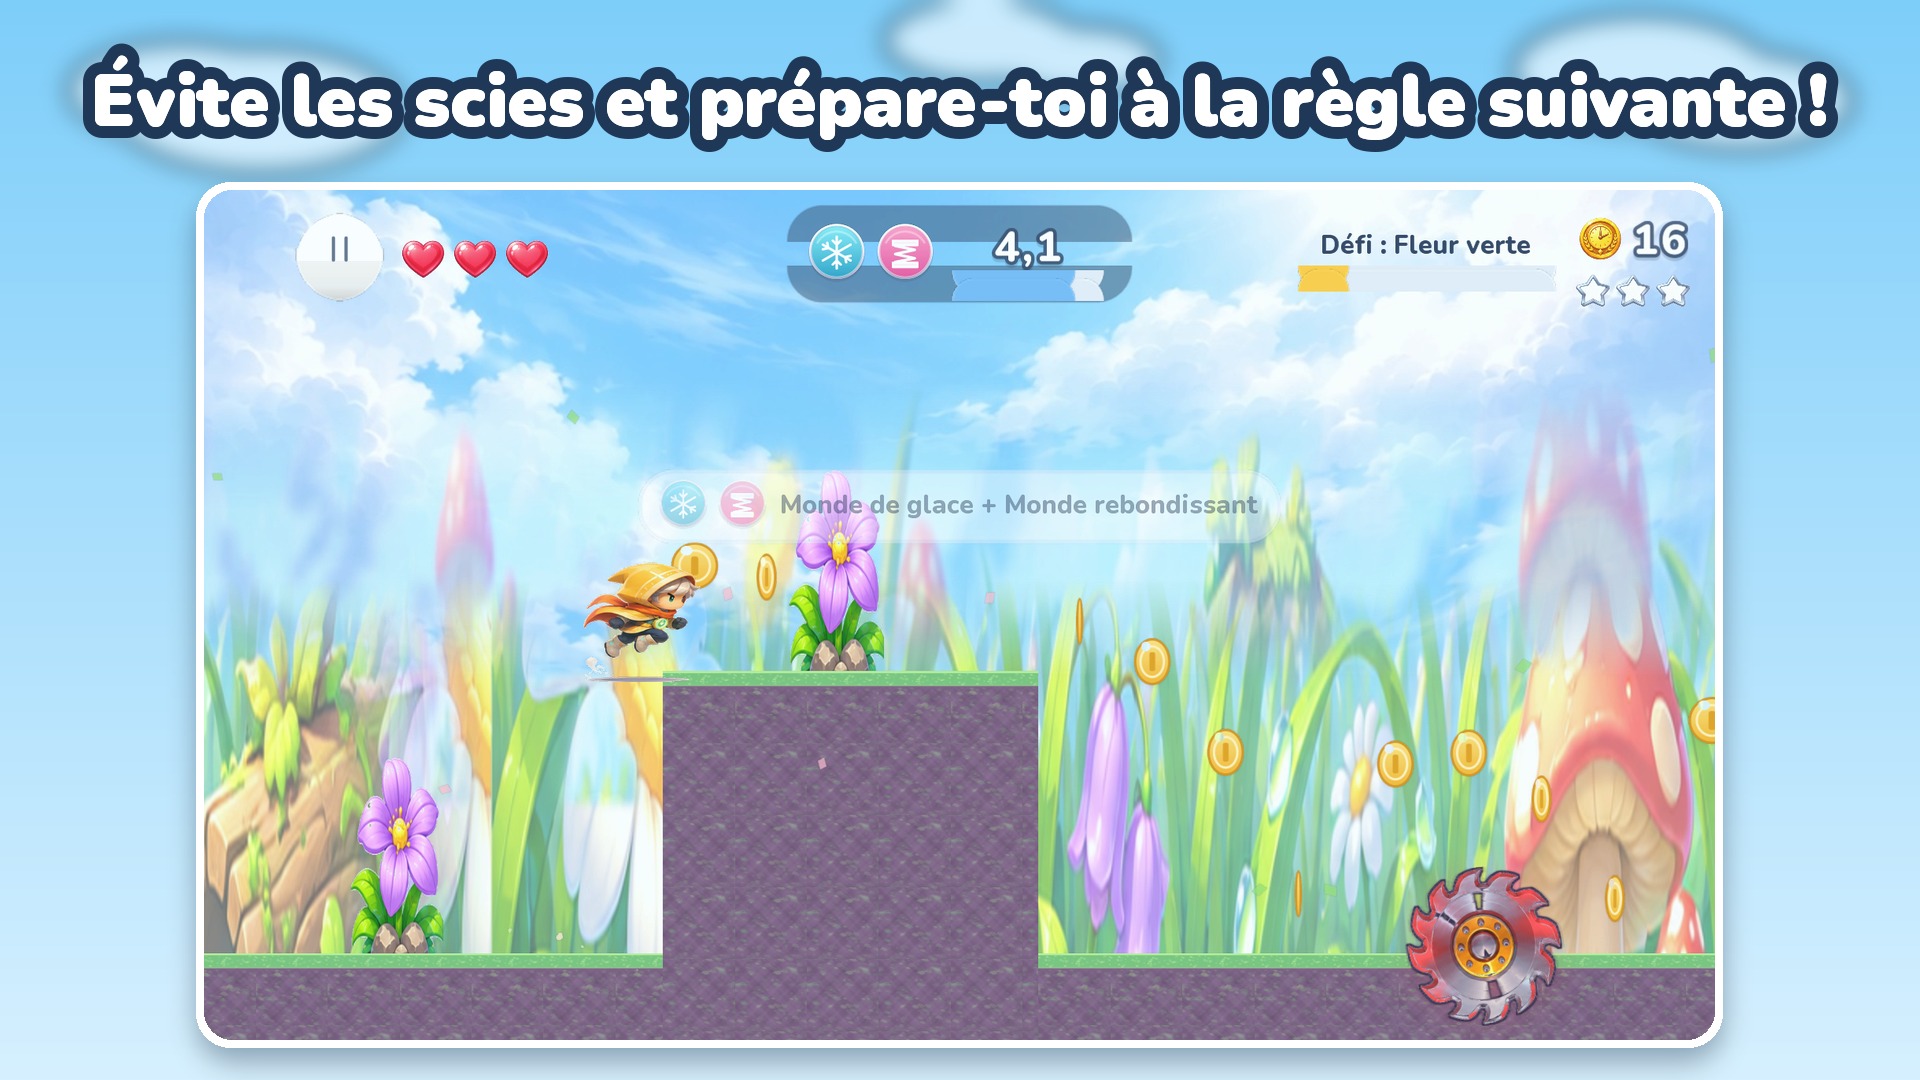 Évite les scies et prépare-toi à la règle suivante !
4,1
Défi : Fleur verte
16
Monde de glace + Monde rebondissant